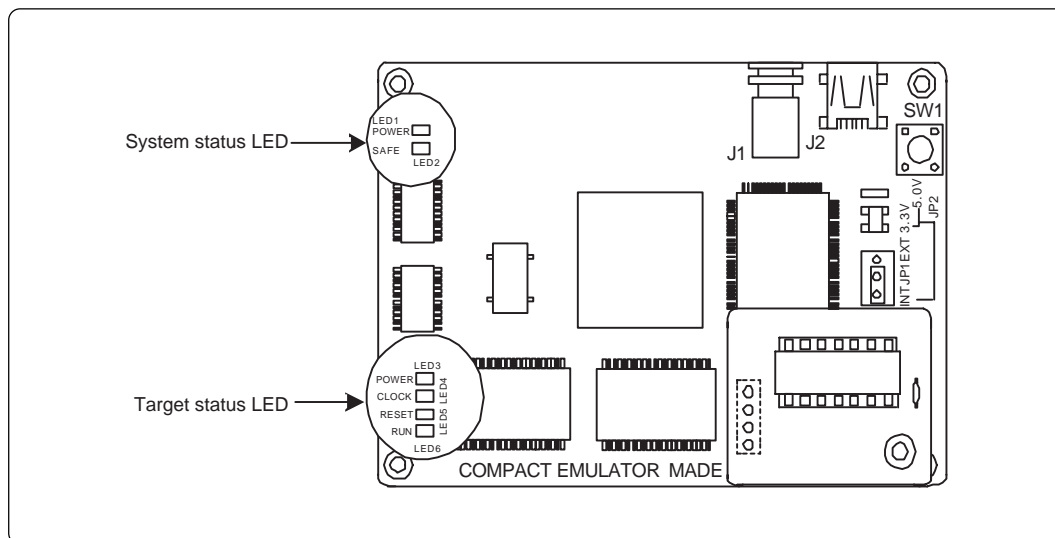 System status LED
LED1
POWER
SAFE
LED2
J1
J2
SW1
5.0V
3.3V
JP2
INT JP1 EXT
Target status LED
LED3
POWER
LED4
CLOCK
RESET
LED5
RUN
LED6
COMPACT EMULATOR MADE